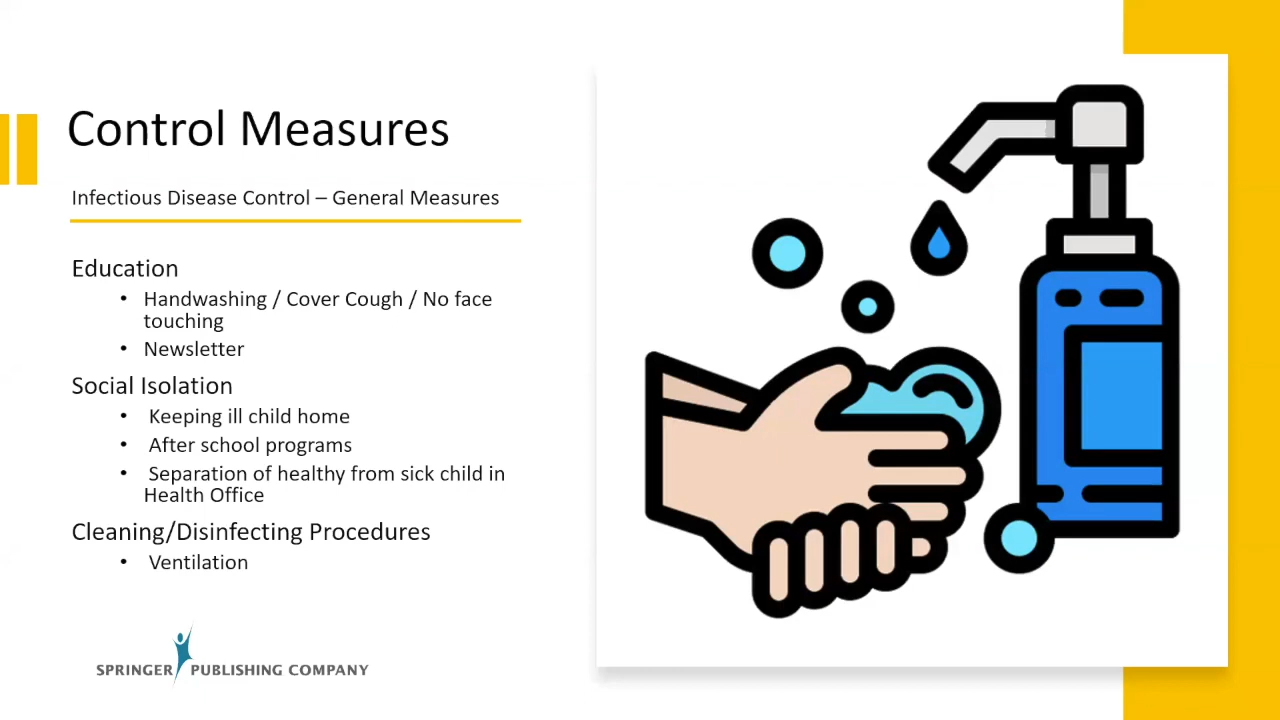 Control Measures
Infectious Disease Control – General Measures
Education
• Handwashing / Cover Cough / No face
touching
• Newsletter
Social Isolation
• Keeping ill child home
• After school programs
• Separation of healthy from sick child in
Health Office
Cleaning/Disinfecting Procedures
• Ventilation
SPRINGER PUBLISHING COMPANY